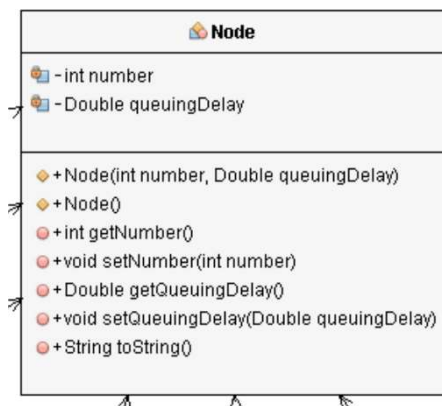 Node
- int number
- Double queuingDelay
+ Node(int number, Double queuingDelay)
+ Node()
+ int getNumber()
+ void setNumber(int number)
+ Double getQueuingDelay()
+ void setQueuingDelay(Double queuingDelay)
+ String toString()